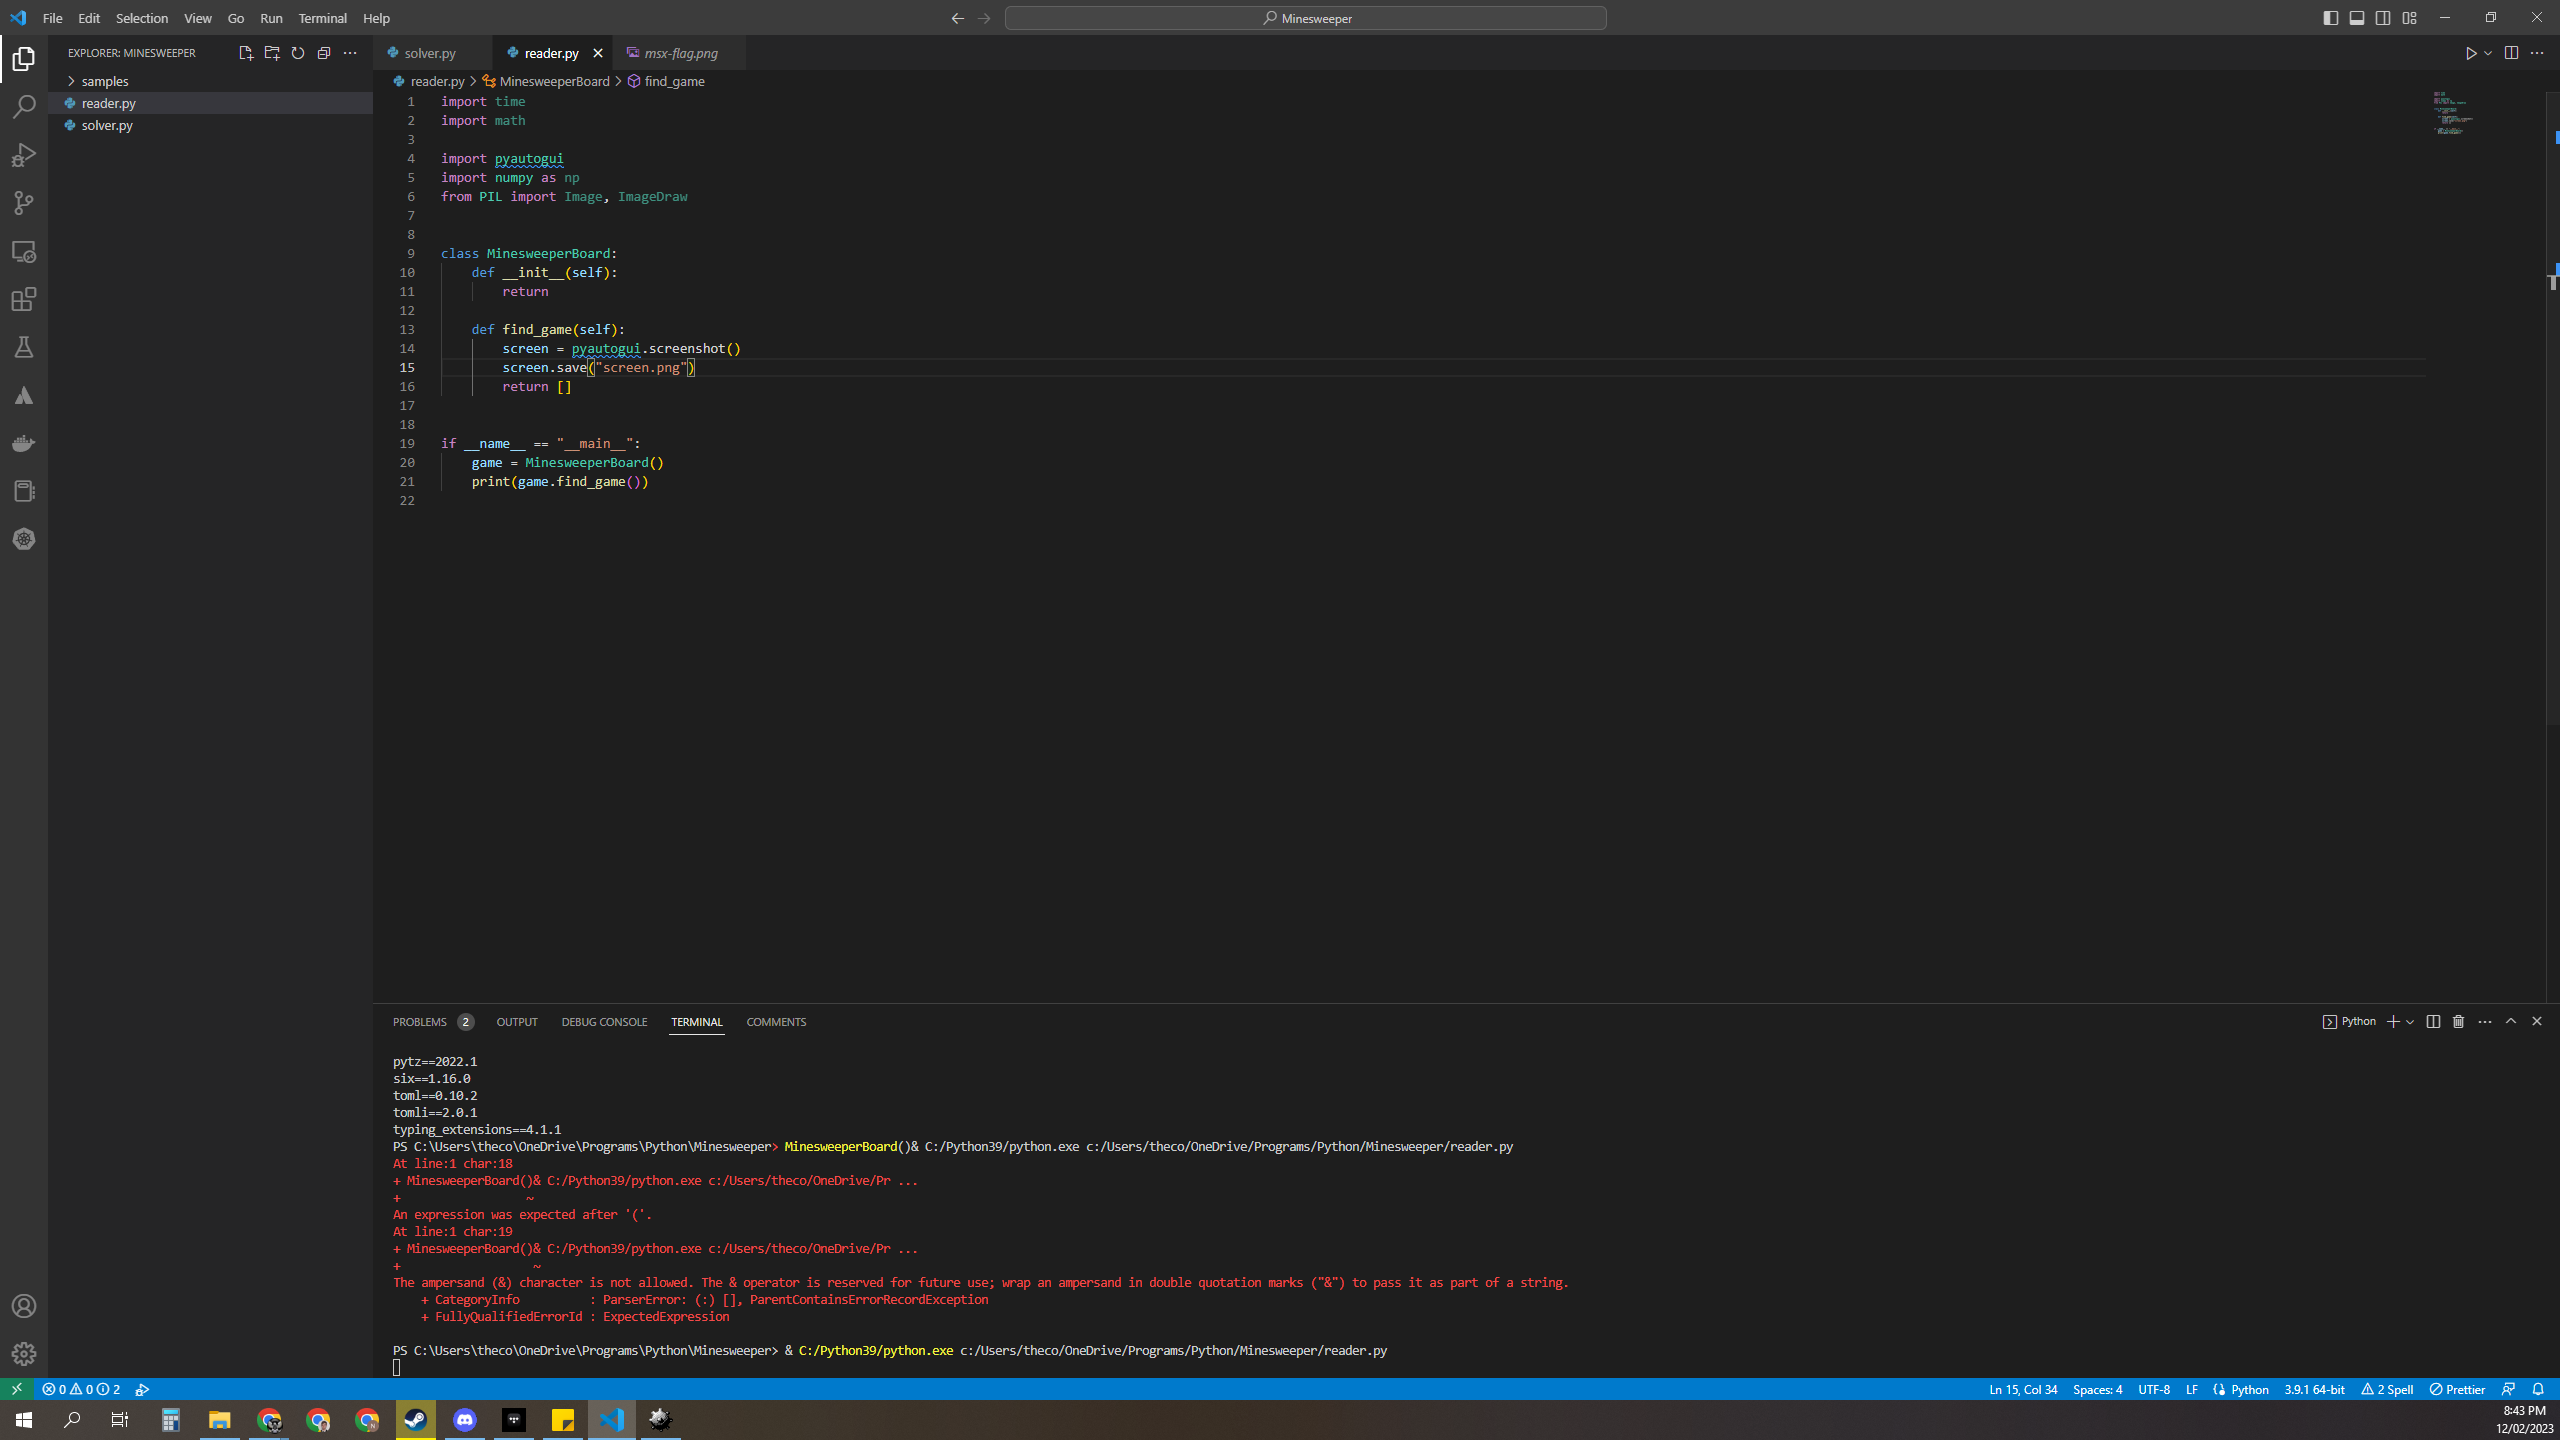 File Edit Selection View Go Run Terminal Help
Minesweeper
EXPLORER: MINESWEEPER
samples
reader.py
solver.py
solver.py reader.py msx-flag.png
reader.py > MinesweeperBoard > find_game
1 import time
2 import math
3
4 import pyautogui
5 import numpy as np
6 from PIL import Image, ImageDraw
7
8
9 class MinesweeperBoard:
10 def __init__(self):
11 return
12
13 def find_game(self):
14 screen = pyautogui.screenshot()
15 screen.save("screen.png")
16 return []
17
18
19 if __name__ == "__main__":
20 game = MinesweeperBoard()
21 print(game.find_game())
22
PROBLEMS 2 OUTPUT DEBUG CONSOLE TERMINAL COMMENTS
Python
pytz==2022.1
six==1.16.0
toml==0.10.2
tomli==2.0.1
typing_extensions==4.1.1
PS C:\Users\theco\OneDrive\Programs\Python\Minesweeper> MinesweeperBoard()& C:/Python39/python.exe c:/Users/theco/OneDrive/Programs/Python/Minesweeper/reader.py
At line:1 char:18
+ MinesweeperBoard()& C:/Python39/python.exe c:/Users/theco/OneDrive/Pr ...
+                  ~
An expression was expected after '('.
At line:1 char:19
+ MinesweeperBoard()& C:/Python39/python.exe c:/Users/theco/OneDrive/Pr ...
+                   ~
The ampersand (&) character is not allowed. The & operator is reserved for future use; wrap an ampersand in double quotation marks ("&") to pass it as part of a string.
+ CategoryInfo : ParserError: (:) [], ParentContainsErrorRecordException
+ FullyQualifiedErrorId : ExpectedExpression
PS C:\Users\theco\OneDrive\Programs\Python\Minesweeper> & C:/Python39/python.exe c:/Users/theco/OneDrive/Programs/Python/Minesweeper/reader.py
0 0 2
Ln 15, Col 34 Spaces: 4 UTF-8 LF Python 3.9.1 64-bit 2 Spell Prettier
8:43 PM
12/02/2023